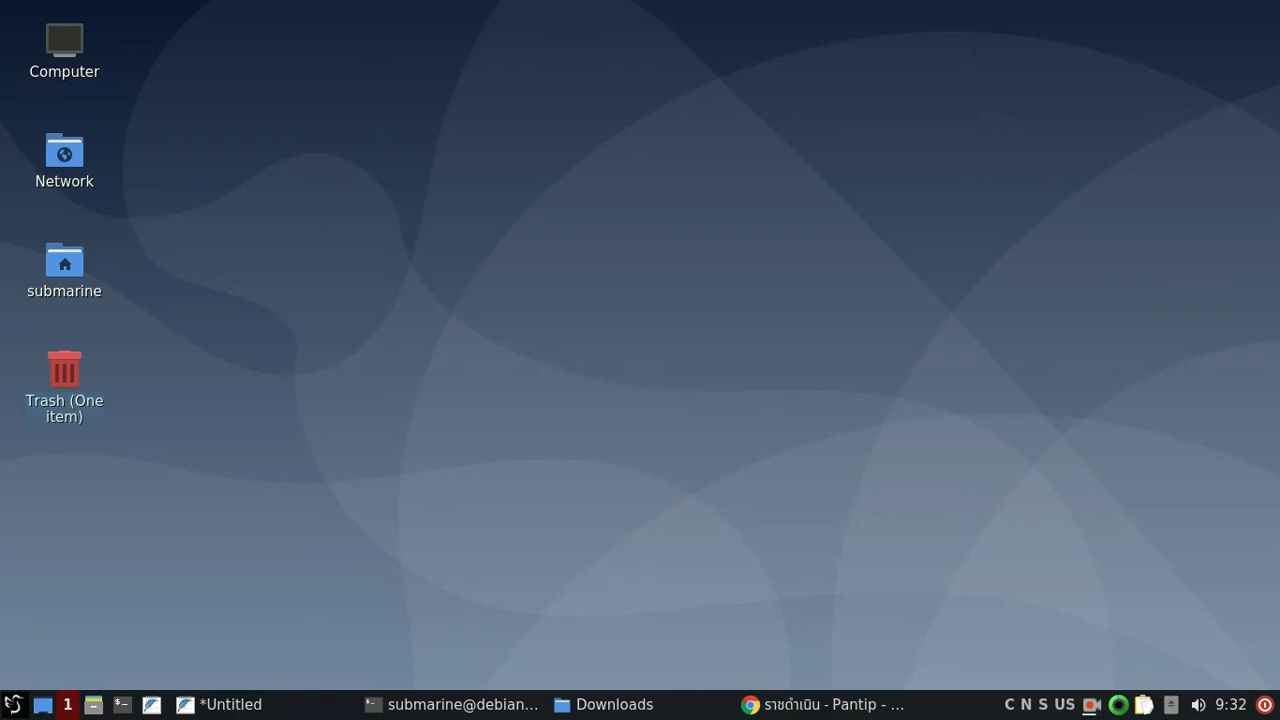 Computer
Network
submarine
Trash (One
item)
1
*Untitled
submarine@debian...
Downloads
ราชดำเนิน - Pantip - ...
C N S US
9:32